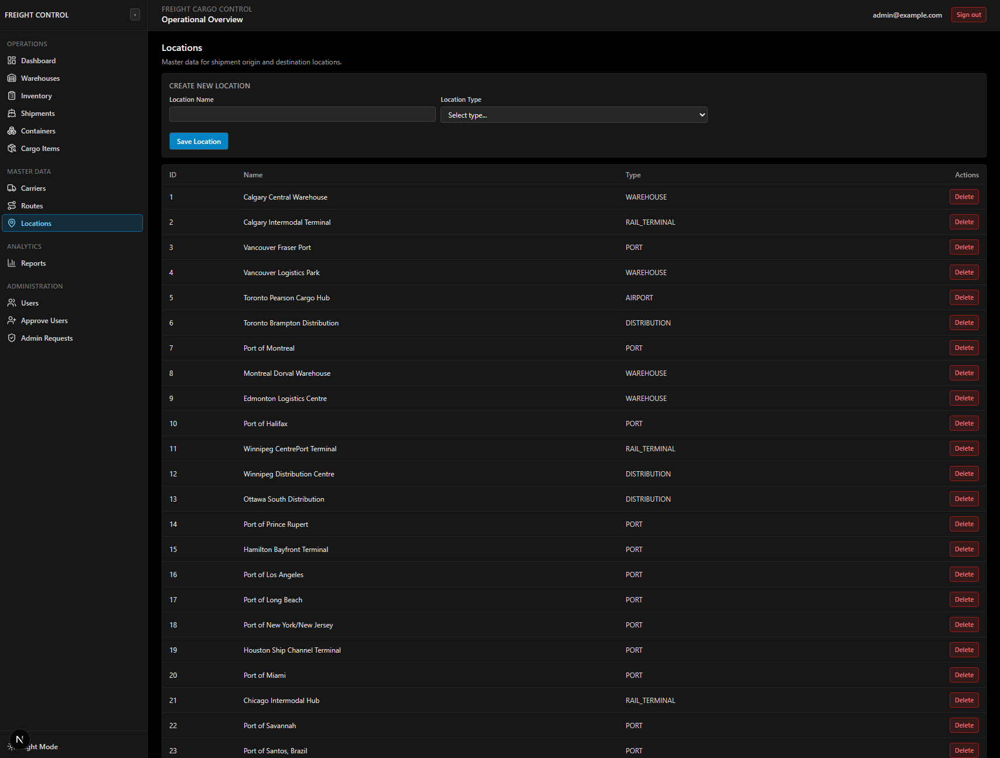 FREIGHT CONTROL
OPERATIONS
Dashboard
Warehouses
Inventory
Shipments
Containers
Cargo Items
MASTER DATA
Carriers
Routes
Locations
ANALYTICS
Reports
ADMINISTRATION
Users
Approve Users
Admin Requests
N
ght Mode
FREIGHT CARGO CONTROL
Operational Overview
admin@example.com
Sign out
Locations
Master data for shipment origin and destination locations.
CREATE NEW LOCATION
Location Name
Location Type
Select type...
Save Location
ID Name Type Actions
1 Calgary Central Warehouse WAREHOUSE Delete
2 Calgary Intermodal Terminal RAIL_TERMINAL Delete
3 Vancouver Fraser Port PORT Delete
4 Vancouver Logistics Park WAREHOUSE Delete
5 Toronto Pearson Cargo Hub AIRPORT Delete
6 Toronto Brampton Distribution DISTRIBUTION Delete
7 Port of Montreal PORT Delete
8 Montreal Dorval Warehouse WAREHOUSE Delete
9 Edmonton Logistics Centre WAREHOUSE Delete
10 Port of Halifax PORT Delete
11 Winnipeg CentrePort Terminal RAIL_TERMINAL Delete
12 Winnipeg Distribution Centre DISTRIBUTION Delete
13 Ottawa South Distribution DISTRIBUTION Delete
14 Port of Prince Rupert PORT Delete
15 Hamilton Bayfront Terminal PORT Delete
16 Port of Los Angeles PORT Delete
17 Port of Long Beach PORT Delete
18 Port of New York/New Jersey PORT Delete
19 Houston Ship Channel Terminal PORT Delete
20 Port of Miami PORT Delete
21 Chicago Intermodal Hub RAIL_TERMINAL Delete
22 Port of Savannah PORT Delete
23 Port of Santos, Brazil PORT Delete